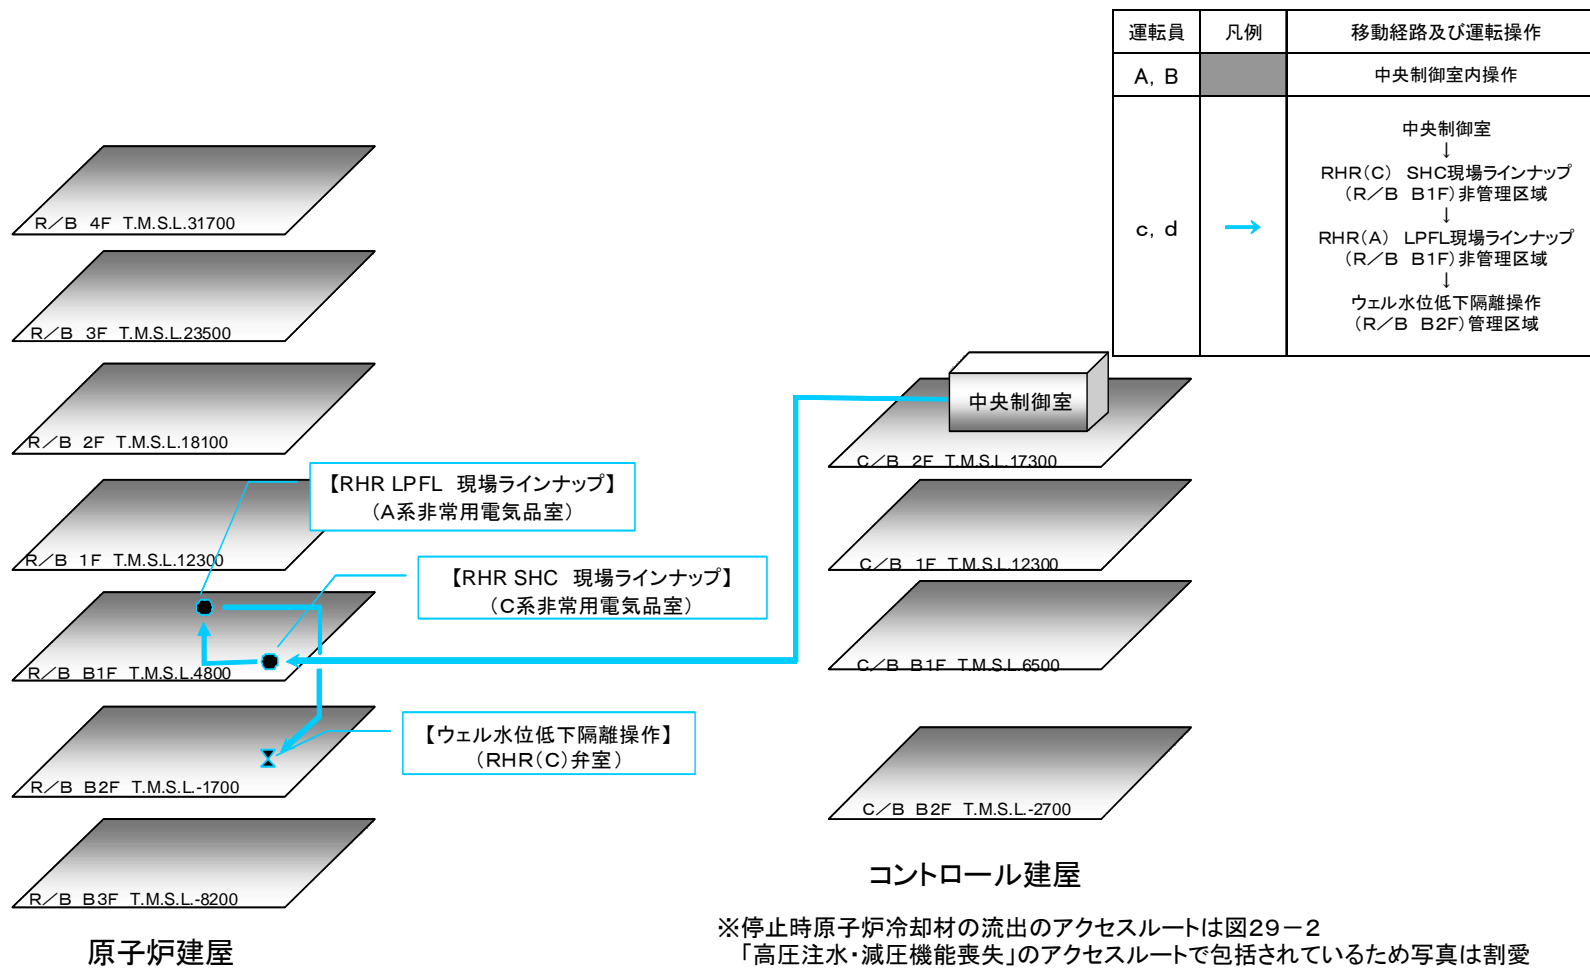 運転員 凡例 移動経路及び運転操作
A, B 中央制御室内操作
c, d → 中央制御室
↓
RHR(C) SHC現場ラインナップ
(R/B B1F)非管理区域
↓
RHR(A) LPFL現場ラインナップ
(R/B B1F)非管理区域
↓
ウェル水位低下隔離操作
(R/B B2F)管理区域
R/B 4F T.M.S.L.31700
R/B 3F T.M.S.L.23500
R/B 2F T.M.S.L.18100
R/B 1F T.M.S.L.12300
R/B B1F T.M.S.L.4800
R/B B2F T.M.S.L.-1700
R/B B3F T.M.S.L.-8200
原子炉建屋
【RHR LPFL 現場ラインナップ】
(A系非常用電気品室)
【RHR SHC 現場ラインナップ】
(C系非常用電気品室)
【ウェル水位低下隔離操作】
(RHR(C)弁室)
中央制御室
C/B 2F T.M.S.L.17300
C/B 1F T.M.S.L.12300
C/B B1F T.M.S.L.6500
C/B B2F T.M.S.L.-2700
コントロール建屋
※停止時原子炉冷却材の流出のアクセスルートは図29-2
「高圧注水・減圧機能喪失」のアクセスルートで包括されているため写真は割愛